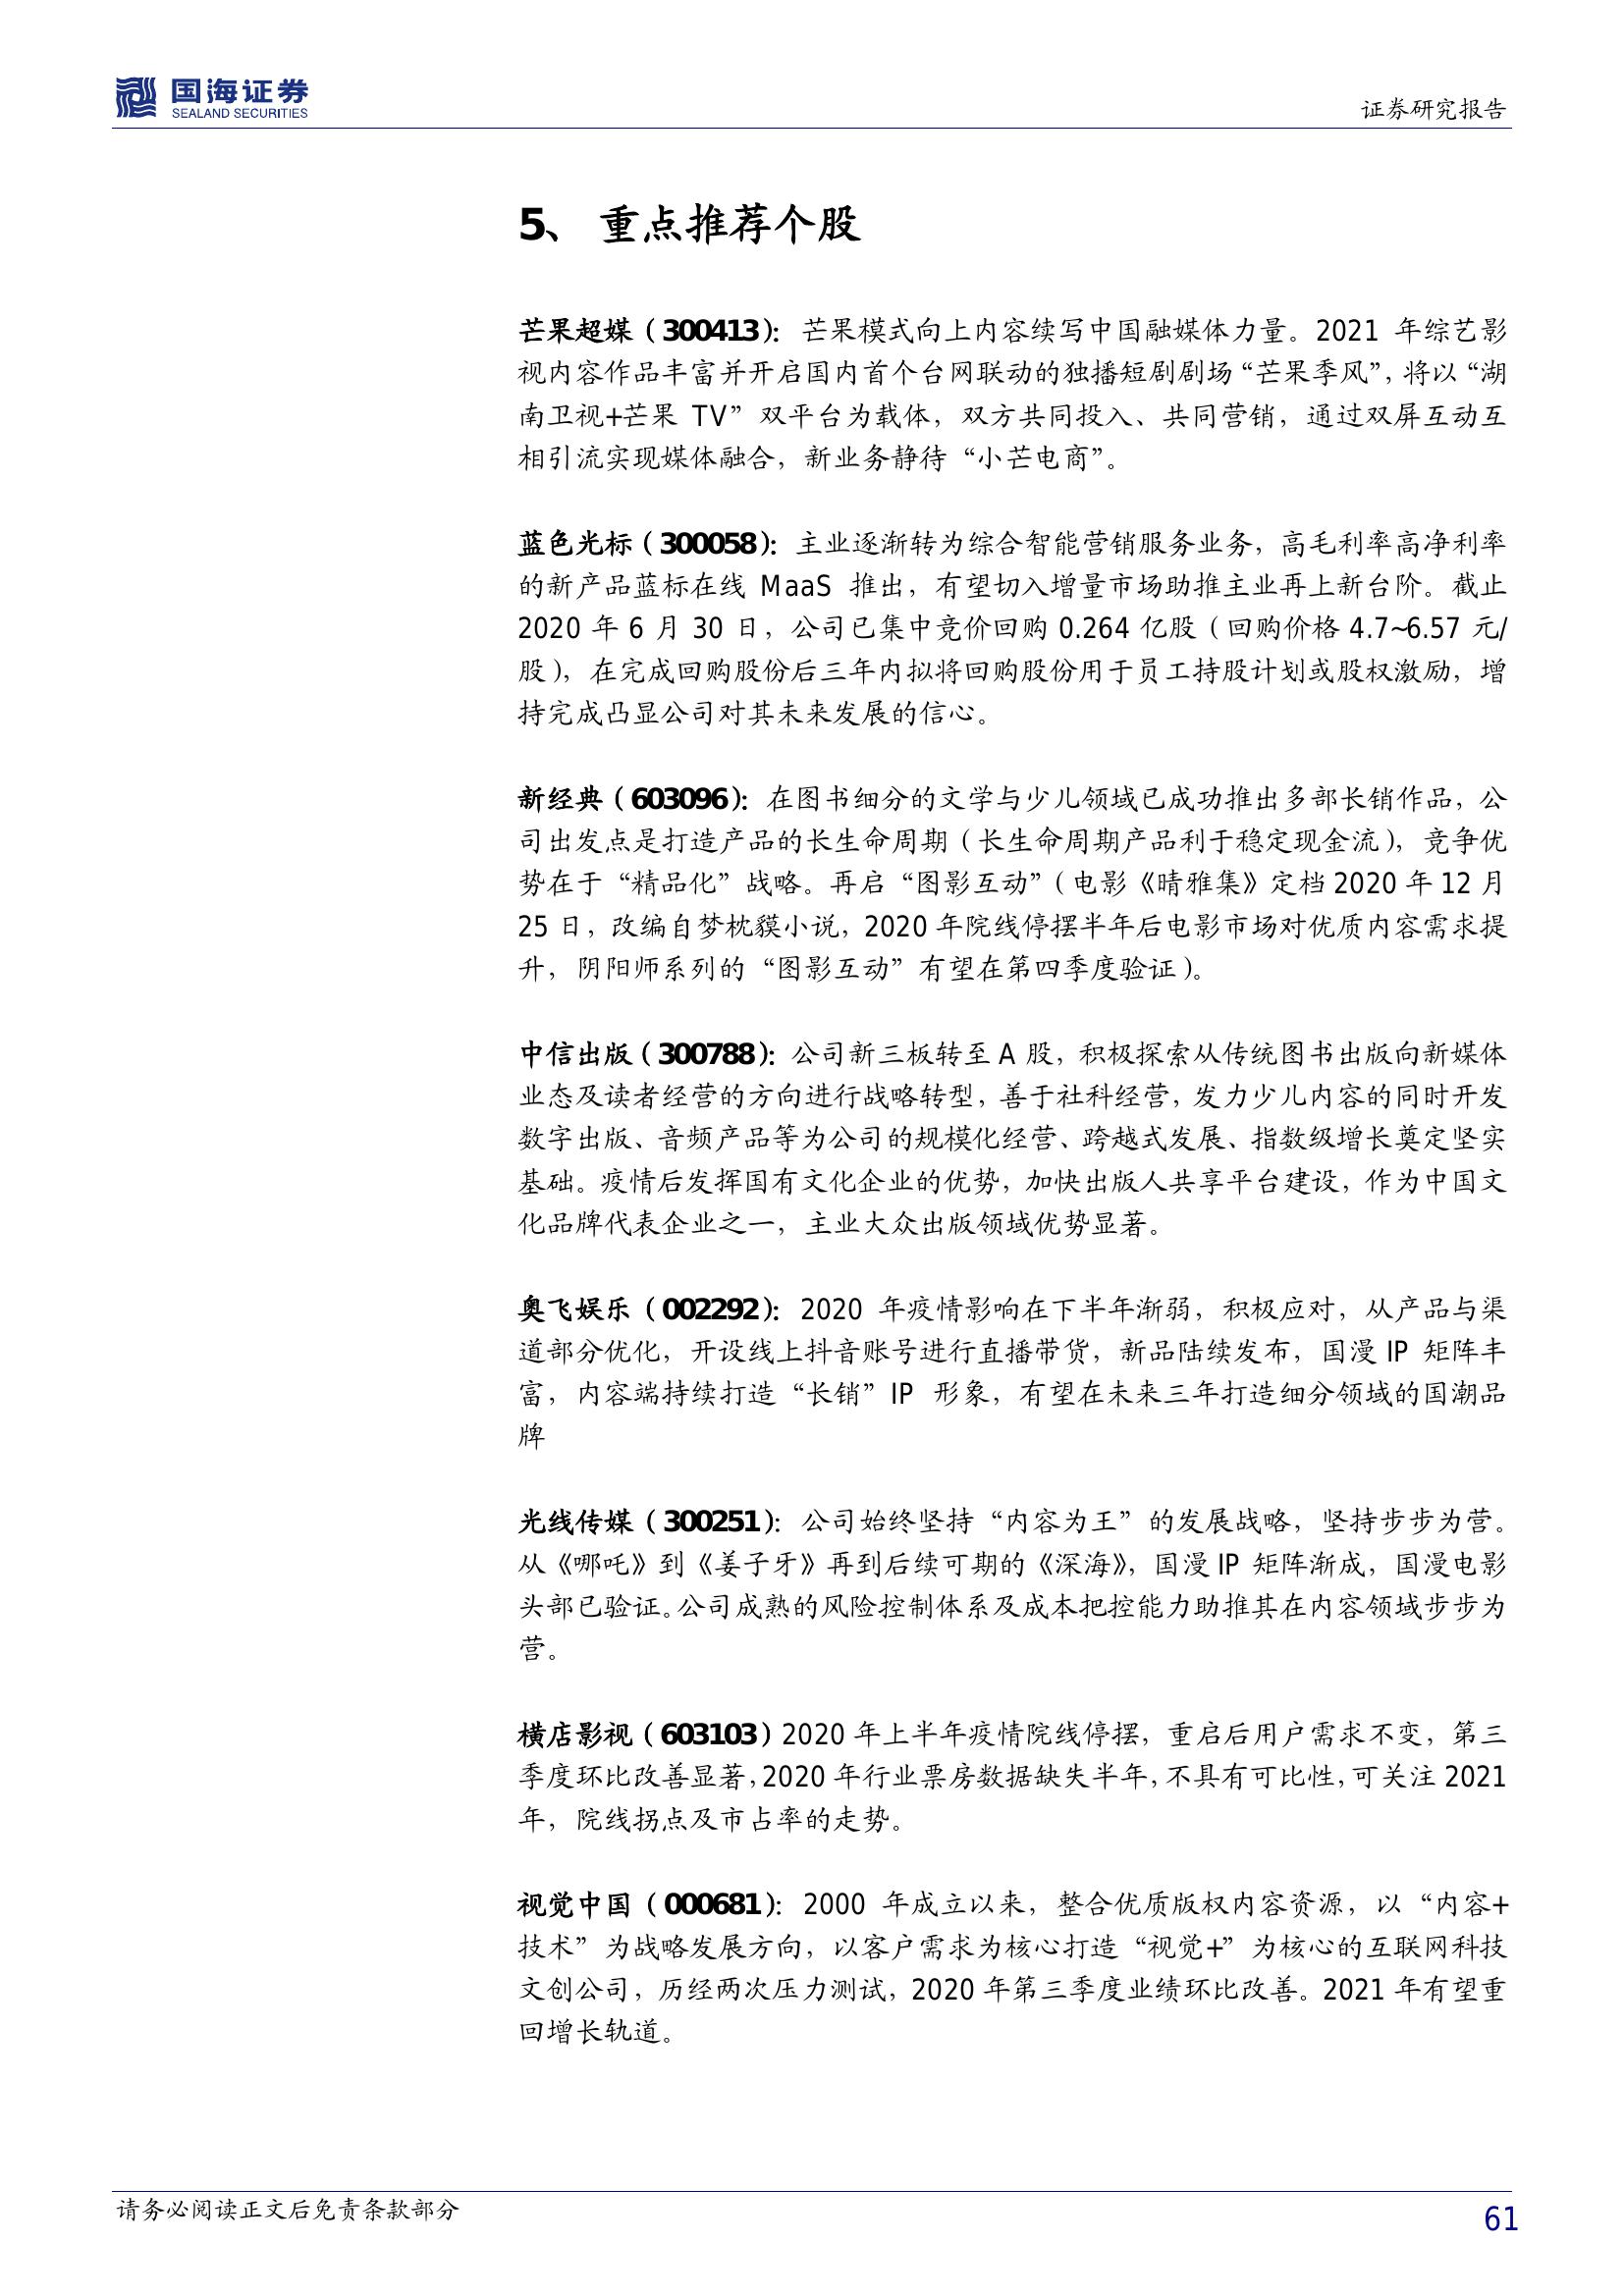 国海证券
SEALAND SECURITIES
证券研究报告
5、 重点推荐个股
芒果超媒（300413）：芒果模式向上内容续写中国融媒体力量。2021 年综艺影
视内容作品丰富并开启国内首个台网联动的独播短剧剧场“芒果季风”，将以“湖
南卫视+芒果 TV”双平台为载体，双方共同投入、共同营销，通过双屏互动互
相引流实现媒体融合，新业务静待“小芒电商”。
蓝色光标（300058）：主业逐渐转为综合智能营销服务业务，高毛利率高净利率
的新产品蓝标在线 MaaS 推出，有望切入增量市场助推主业再上新台阶。截止
2020 年 6 月 30 日，公司已集中竞价回购 0.264 亿股（回购价格 4.7~6.57 元/
股），在完成回购股份后三年内拟将回购股份用于员工持股计划或股权激励，增
持完成凸显公司对其未来发展的信心。
新经典（603096）：在图书细分的文学与少儿领域已成功推出多部长销作品，公
司出发点是打造产品的长生命周期（长生命周期产品利于稳定现金流），竞争优
势在于“精品化”战略。再启“图影互动”（电影《晴雅集》定档 2020 年 12 月
25 日，改编自梦枕貘小说，2020 年院线停摆半年后电影市场对优质内容需求提
升，阴阳师系列的“图影互动”有望在第四季度验证）。
中信出版（300788）：公司新三板转至 A 股，积极探索从传统图书出版向新媒体
业态及读者经营的方向进行战略转型，善于社科经营，发力少儿内容的同时开发
数字出版、音频产品等为公司的规模化经营、跨越式发展、指数级增长奠定坚实
基础。疫情后发挥国有文化企业的优势，加快出版人共享平台建设，作为中国文
化品牌代表企业之一，主业大众出版领域优势显著。
奥飞娱乐（002292）：2020 年疫情影响在下半年渐弱，积极应对，从产品与渠
道部分优化，开设线上抖音账号进行直播带货，新品陆续发布，国漫 IP 矩阵丰
富，内容端持续打造“长销”IP 形象，有望在未来三年打造细分领域的国潮品
牌
光线传媒（300251）：公司始终坚持“内容为王”的发展战略，坚持步步为营。
从《哪吒》到《姜子牙》再到后续可期的《深海》，国漫 IP 矩阵渐成，国漫电影
头部已验证。公司成熟的风险控制体系及成本把控能力助推其在内容领域步步为
营。
横店影视（603103）2020 年上半年疫情院线停摆，重启后用户需求不变，第三
季度环比改善显著，2020 年行业票房数据缺失半年，不具有可比性，可关注 2021
年，院线拐点及市占率的走势。
视觉中国（000681）：2000 年成立以来，整合优质版权内容资源，以“内容+
技术”为战略发展方向，以客户需求为核心打造“视觉+”为核心的互联网科技
文创公司，历经两次压力测试，2020 年第三季度业绩环比改善。2021 年有望重
回增长轨道。
请务必阅读正文后免责条款部分
61